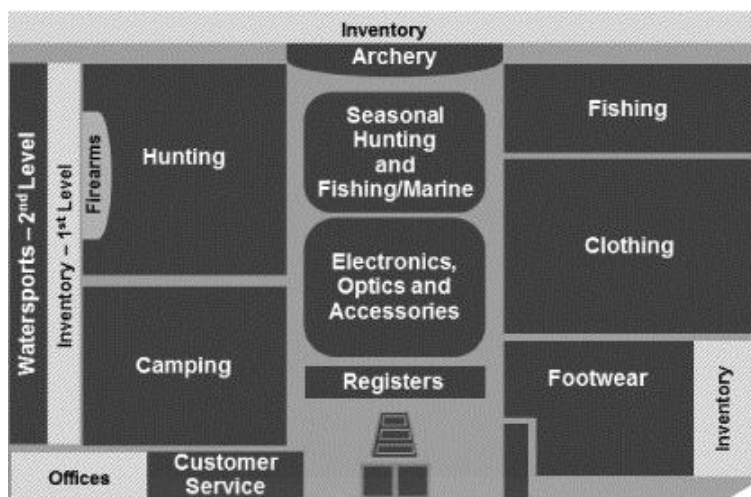 Inventory
Archery
Seasonal
Hunting
and
Fishing/Marine
Fishing
Hunting
Firearms
Watersports – 2nd Level
Inventory – 1st Level
Clothing
Electronics,
Optics and
Accessories
Camping
Registers
Footwear
Inventory
Offices
Customer
Service